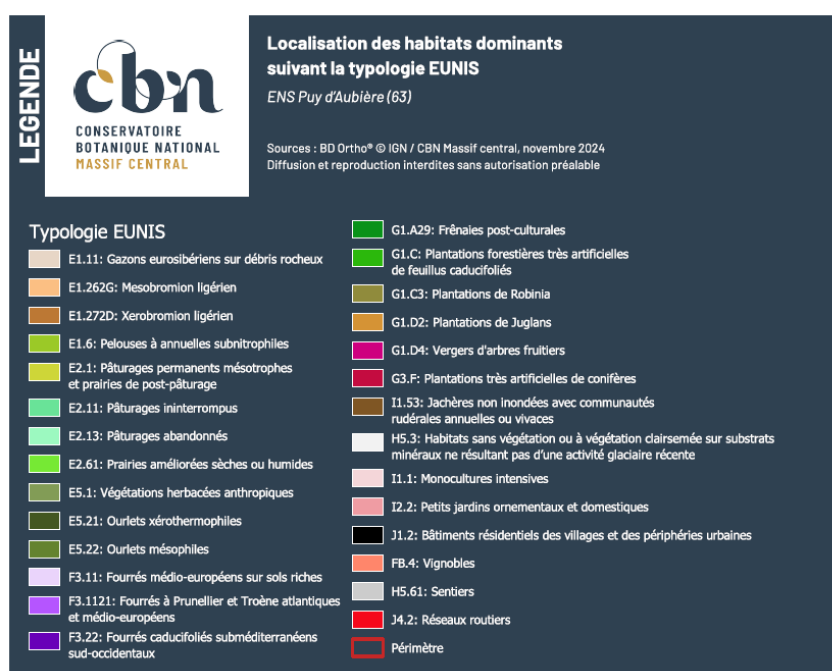 LEGENDE
cbn
CONSERVATOIRE
BOTANIQUE NATIONAL
MASSIF CENTRAL
Localisation des habitats dominants
suivant la typologie EUNIS
ENS Puy d'Aubière (63)
Sources : BD Ortho® © IGN / CBN Massif central, novembre 2024
Diffusion et reproduction interdites sans autorisation préalable
Typologie EUNIS
E1.11: Gazons eurosibériens sur débris rocheux
E1.262G: Mesobromion ligérien
E1.272D: Xerobromion ligérien
E1.6: Pelouses à annuelles subnitrophiles
E2.1: Pâturages permanents mésotrophes
et prairies de post-pâturage
E2.11: Pâturages ininterrompus
E2.13: Pâturages abandonnés
E2.61: Prairies améliorées sèches ou humides
E5.1: Végétations herbacées anthropiques
E5.21: Ourlets xérothermophiles
E5.22: Ourlets mésophiles
F3.11: Fourrés médio-européens sur sols riches
F3.1121: Fourrés à Prunellier et Troène atlantiques
et médio-européens
F3.22: Fourrés caducifoliés subméditerranéens
sud-occidentaux
G1.A29: Frênaies post-culturales
G1.C: Plantations forestières très artificielles
de feuillus caducifoliés
G1.C3: Plantations de Robinia
G1.D2: Plantations de Juglans
G1.D4: Vergers d'arbres fruitiers
G3.F: Plantations très artificielles de conifères
I1.53: Jachères non inondées avec communautés
rudérales annuelles ou vivaces
H5.3: Habitats sans végétation ou à végétation clairsemée sur substrats
minéraux ne résultant pas d'une activité glaciaire récente
I1.1: Monocultures intensives
I2.2: Petits jardins ornementaux et domestiques
J1.2: Bâtiments résidentiels des villages et des périphéries urbaines
FB.4: Vignobles
H5.61: Sentiers
J4.2: Réseaux routiers
Périmètre